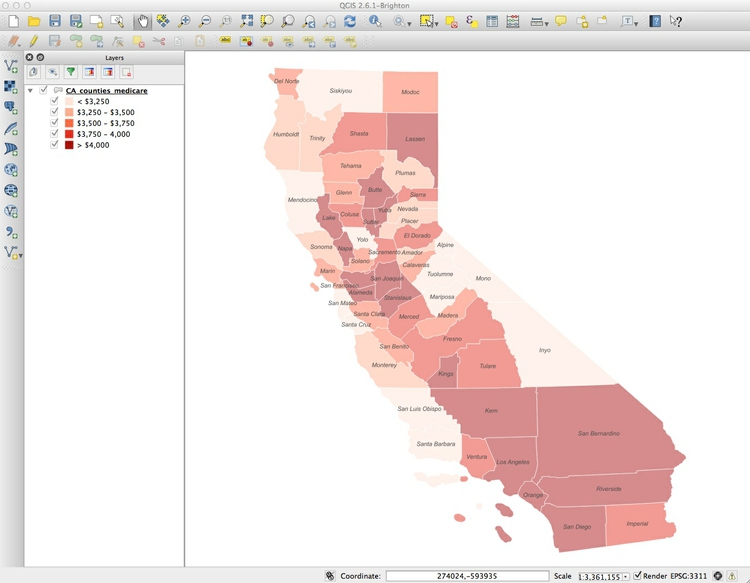 QGIS 2.6.1-Brighton
Layers
CA_counties_medicare
< $3,250
$3,250 - $3,500
$3,500 - $3,750
$3,750 - 4,000
> $4,000
Del Norte
Siskiyou
Modoc
Humboldt
Trinity
Shasta
Lassen
Tehama
Plumas
Mendocino
Glenn
Butte
Sierra
Lake
Colusa
Sutter
Yuba
Nevada
Placer
Sonoma
Napa
Yolo
El Dorado
Alpine
Sacramento
Amador
Marin
Solano
Calaveras
San Francisco
San Joaquin
Tuolumne
Mono
Alameda
Stanislaus
Mariposa
San Mateo
Santa Clara
Merced
Madera
Santa Cruz
San Benito
Fresno
Inyo
Monterey
Kings
Tulare
San Luis Obispo
Kern
San Bernardino
Santa Barbara
Ventura
Los Angeles
Orange
Riverside
San Diego
Imperial
Coordinate:
274024,-593935
Scale
1:3,361,155
Render
EPSG:3311